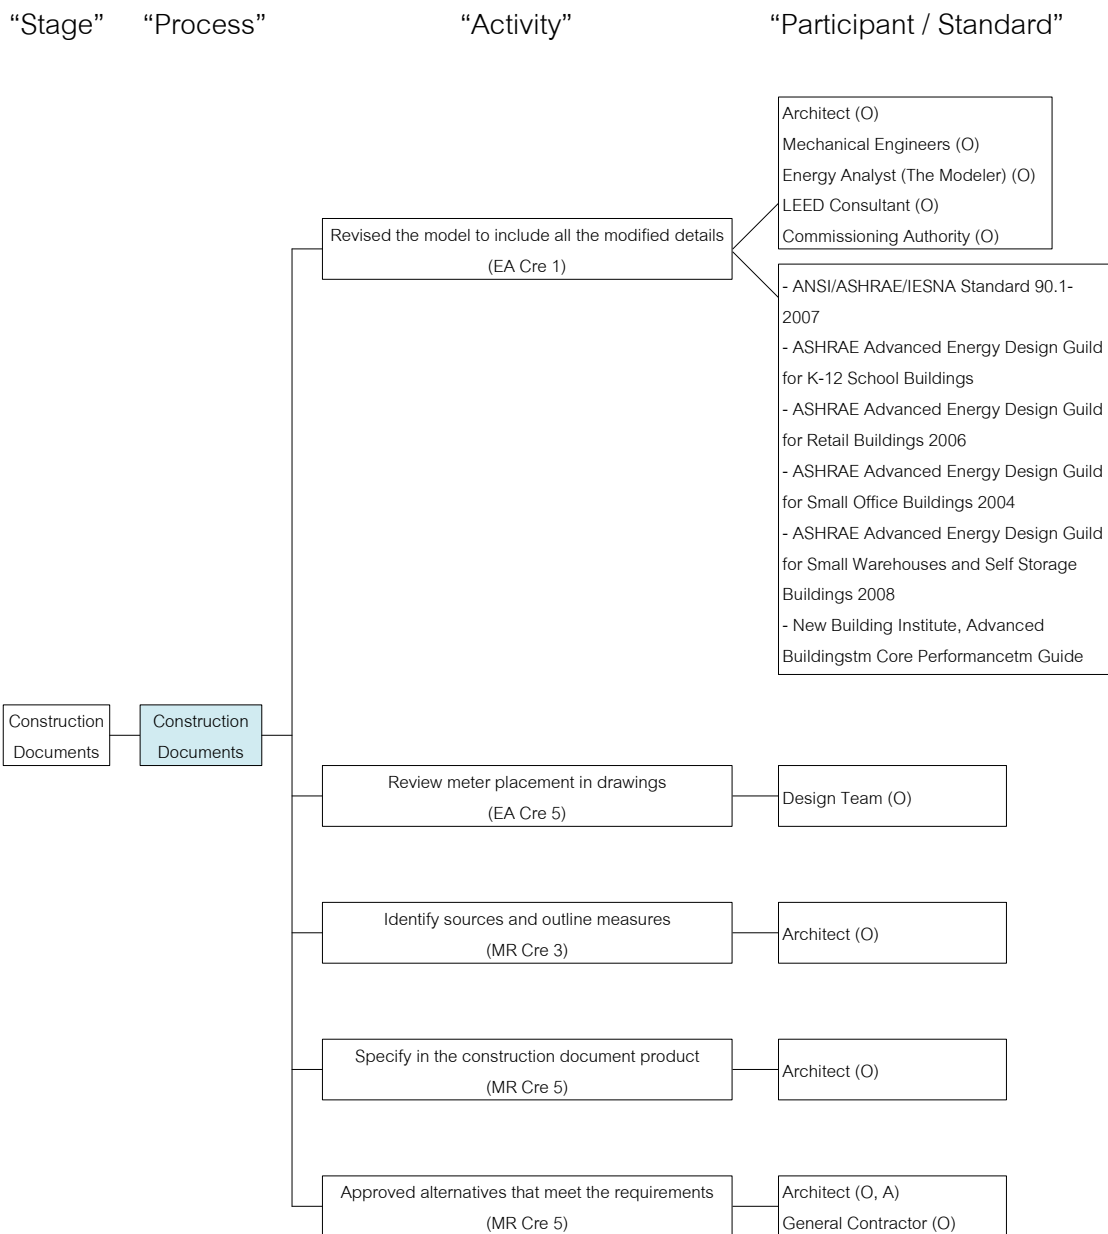 “Stage” “Process” “Activity” “Participant / Standard”
Architect (O)
Mechanical Engineers (O)
Energy Analyst (The Modeler) (O)
LEED Consultant (O)
Commissioning Authority (O)
Revised the model to include all the modified details
(EA Cre 1)
- ANSI/ASHRAE/IESNA Standard 90.1-
2007
- ASHRAE Advanced Energy Design Guild
for K-12 School Buildings
- ASHRAE Advanced Energy Design Guild
for Retail Buildings 2006
- ASHRAE Advanced Energy Design Guild
for Small Office Buildings 2004
- ASHRAE Advanced Energy Design Guild
for Small Warehouses and Self Storage
Buildings 2008
- New Building Institute, Advanced
Buildingstm Core Performancetm Guide
Construction
Documents
Construction
Documents
Review meter placement in drawings
(EA Cre 5)
Design Team (O)
Identify sources and outline measures
(MR Cre 3)
Architect (O)
Specify in the construction document product
(MR Cre 5)
Architect (O)
Approved alternatives that meet the requirements
(MR Cre 5)
Architect (O, A)
General Contractor (O)